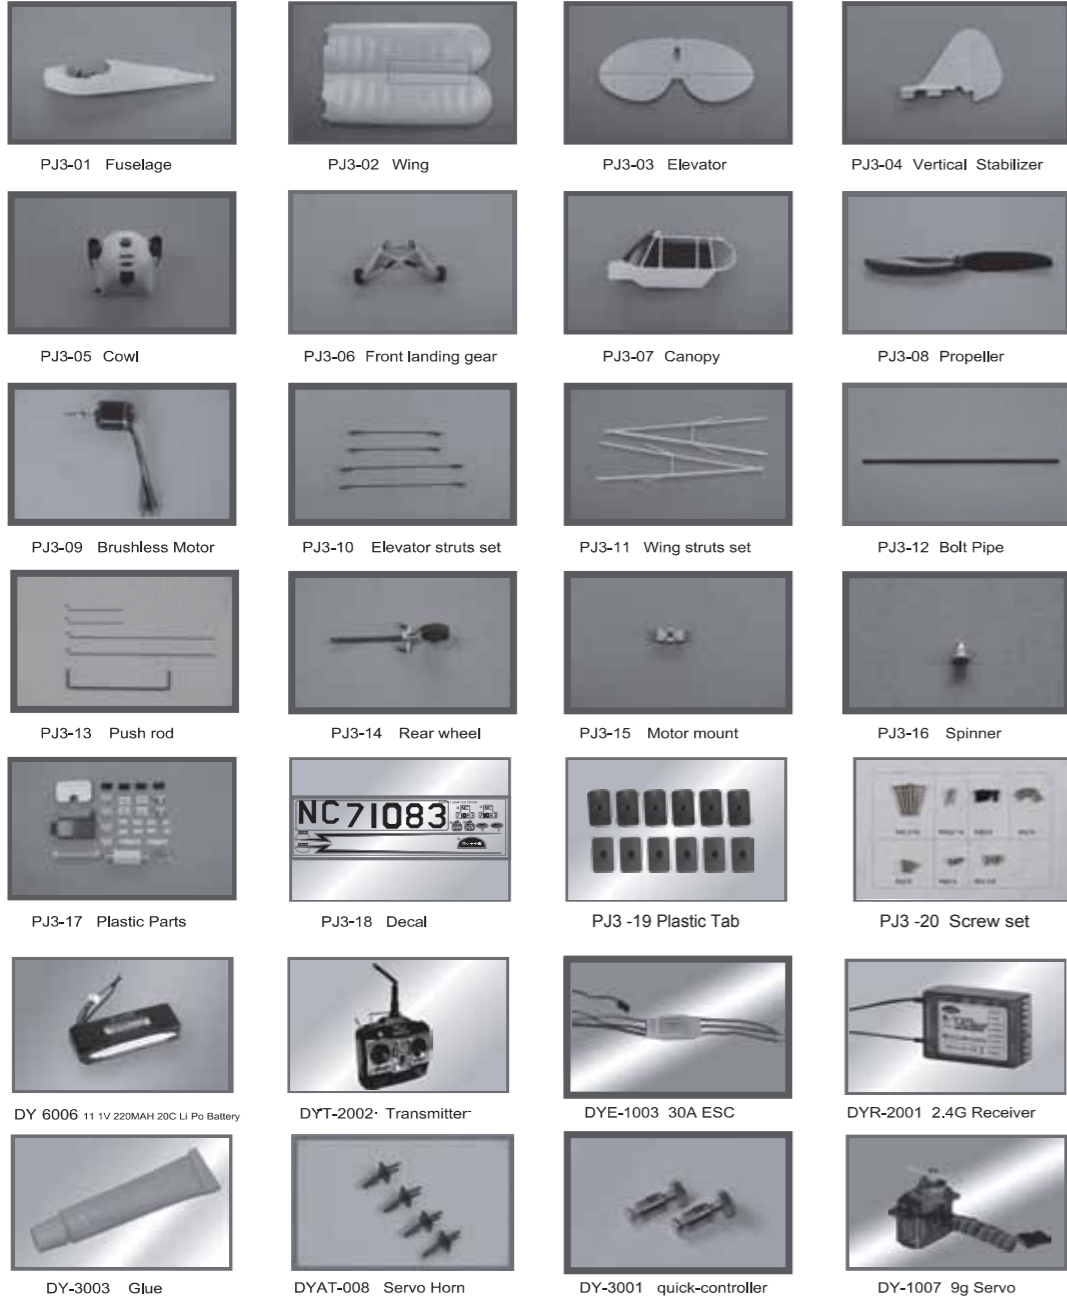 PJ3-01 Fuselage
PJ3-02 Wing
PJ3-03 Elevator
PJ3-04 Vertical Stabilizer
PJ3-05 Cowl
PJ3-06 Front landing gear
PJ3-07 Canopy
PJ3-08 Propeller
PJ3-09 Brushless Motor
PJ3-10 Elevator struts set
PJ3-11 Wing struts set
PJ3-12 Bolt Pipe
PJ3-13 Push rod
PJ3-14 Rear wheel
PJ3-15 Motor mount
PJ3-16 Spinner
NC71083
PJ3-17 Plastic Parts
PJ3-18 Decal
PJ3 -19 Plastic Tab
PJ3 -20 Screw set
DY 6006 11 1V 220MAH 20C Li Po Battery
DYT-2002· Transmitter
DYE-1003 30A ESC
DYR-2001 2.4G Receiver
DY-3003 Glue
DYAT-008 Servo Horn
DY-3001 quick-controller
DY-1007 9g Servo